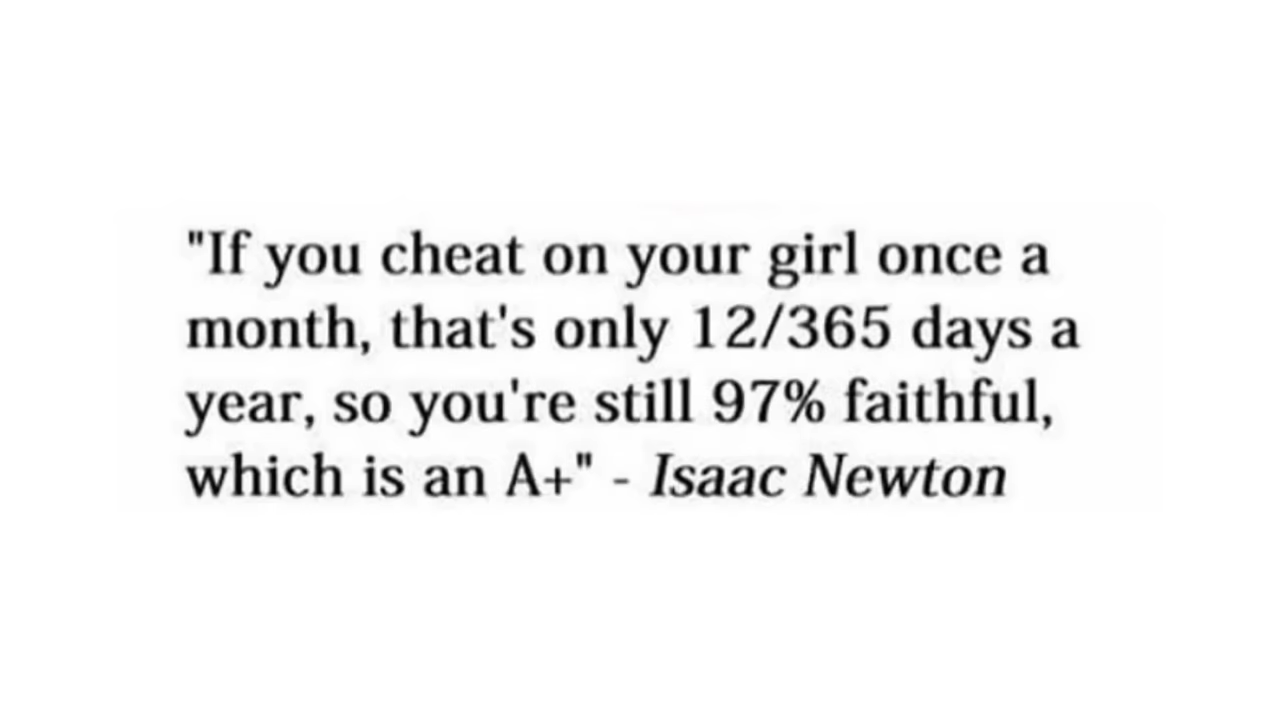 "If you cheat on your girl once a
month, that's only 12/365 days a
year, so you're still 97% faithful,
which is an A+" - Isaac Newton